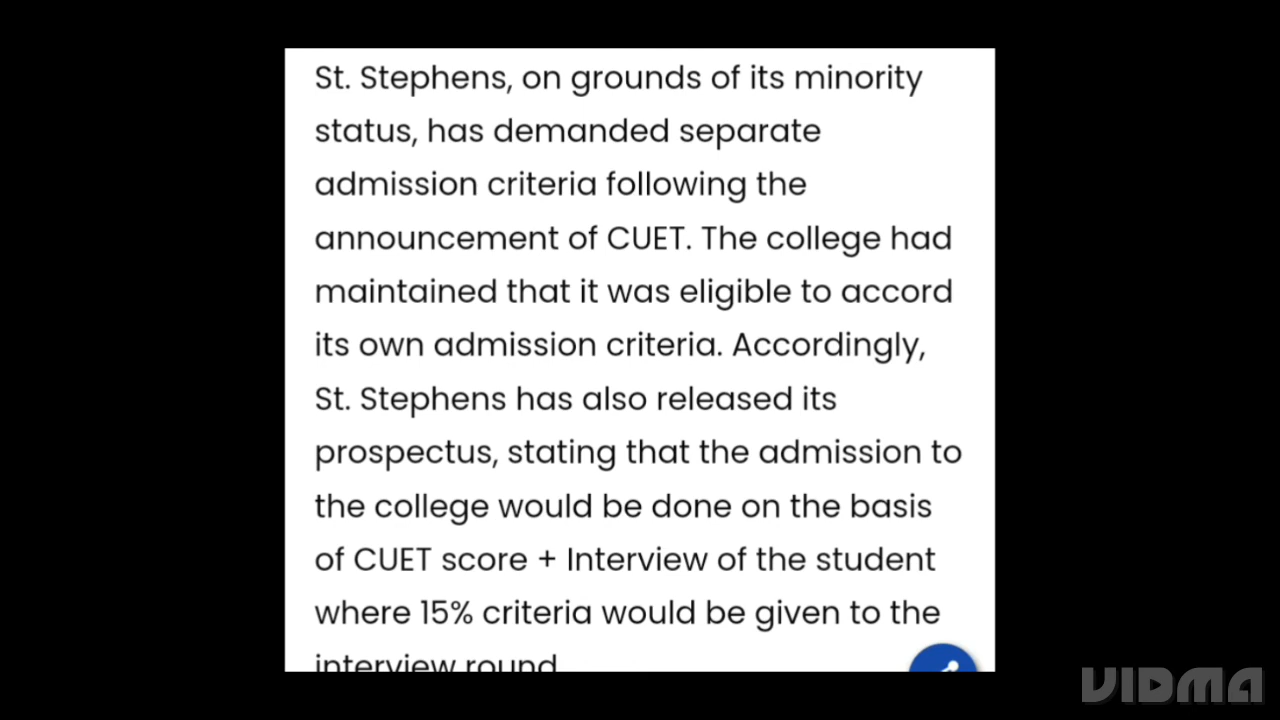 St. Stephens, on grounds of its minority
status, has demanded separate
admission criteria following the
announcement of CUET. The college had
maintained that it was eligible to accord
its own admission criteria. Accordingly,
St. Stephens has also released its
prospectus, stating that the admission to
the college would be done on the basis
of CUET score + Interview of the student
where 15% criteria would be given to the
interview round
VIDMA